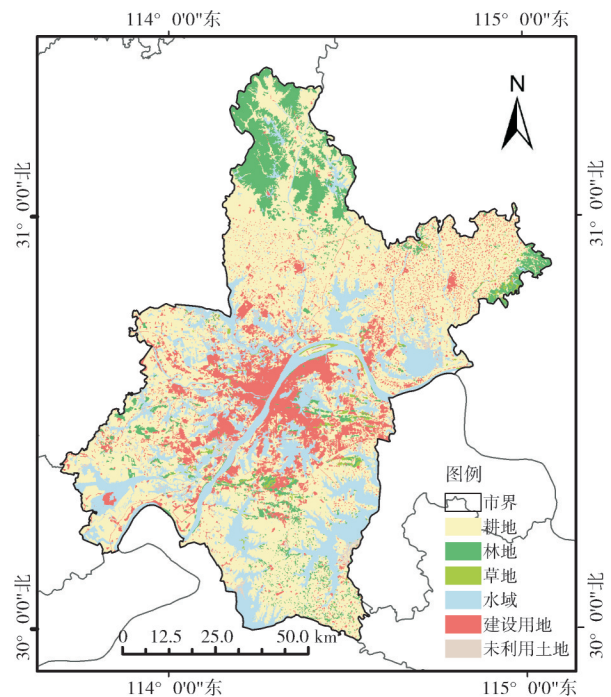 114° 0'0"东 115° 0'0"东
N
31° 0'0"北 31° 0'0"北
图例
市界
耕地
林地
草地
水域
建设用地
未利用土地
30° 0'0"北 30° 0'0"北
0 12.5 25.0 50.0 km
114° 0'0"东 115° 0'0"东